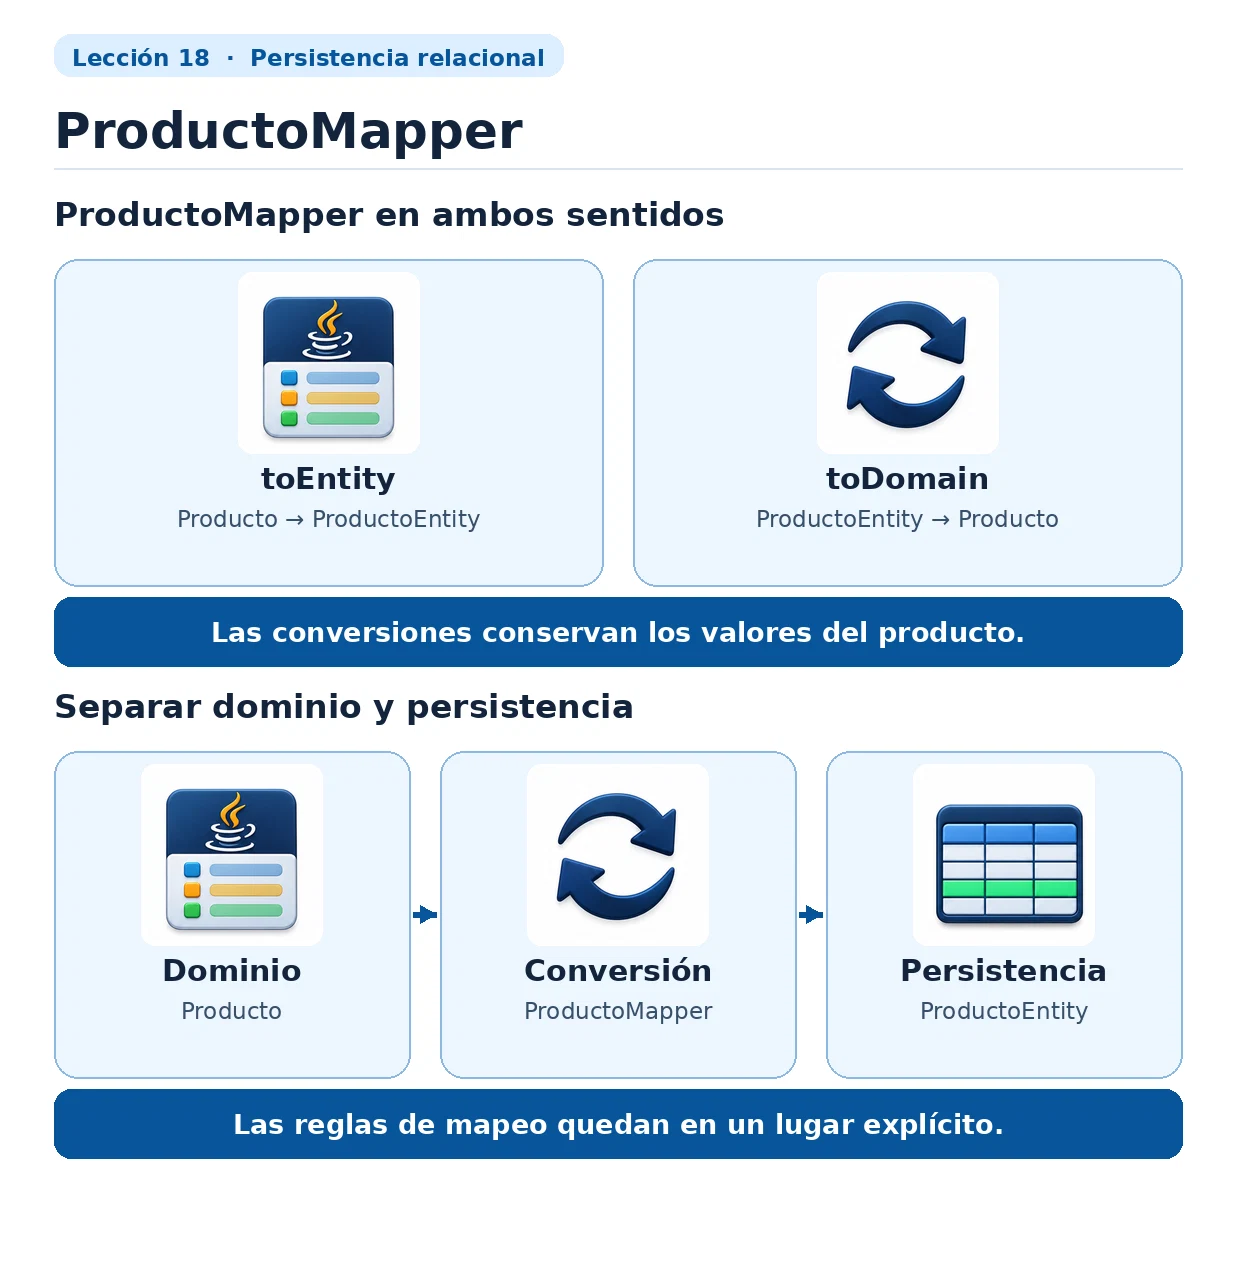 Lección 18 · Persistencia relacional
ProductoMapper
ProductoMapper en ambos sentidos
toEntity
Producto → ProductoEntity
toDomain
ProductoEntity → Producto
Las conversiones conservan los valores del producto.
Separar dominio y persistencia
Dominio
Producto
Conversión
ProductoMapper
Persistencia
ProductoEntity
Las reglas de mapeo quedan en un lugar explícito.